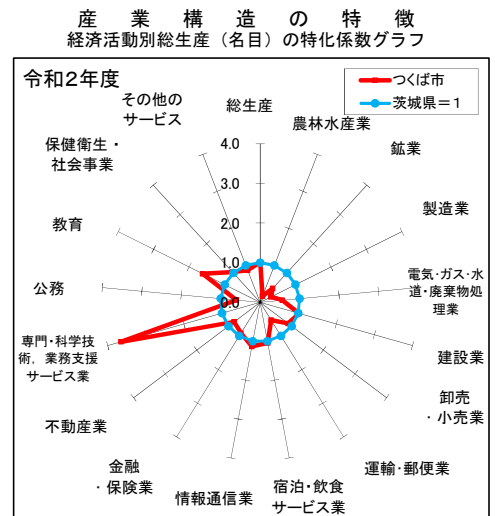 産業構造の特徴
経済活動別総生産（名目）の特化係数グラフ
令和2年度
つくば市
茨城県＝1
総生産
農林水産業
鉱業
製造業
電気･ガス･水
道･廃棄物処
理業
建設業
卸売
・小売業
運輸・郵便業
宿泊・飲食
サービス業
情報通信業
金融
・保険業
不動産業
専門・科学技
術，業務支援
サービス業
公務
教育
保健衛生・
社会事業
その他の
サービス
4.0
3.0
2.0
1.0
0.0